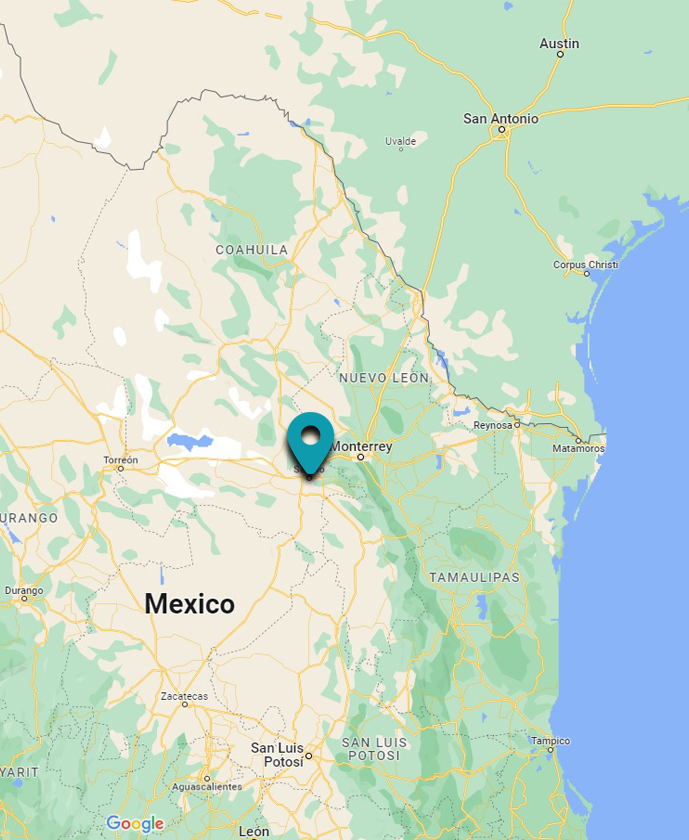 Austin
San Antonio
Uvalde
COAHUILA
Corpus Christi
NUEVO LEON
Reynosa
Monterrey
Matamoros
Torreón
URANGO
TAMAULIPAS
Durango
Mexico
Zacatecas
San Luis
Potosí
SAN LUIS
POTOSI
Tampico
YARIT
Aguascalientes
Google
León